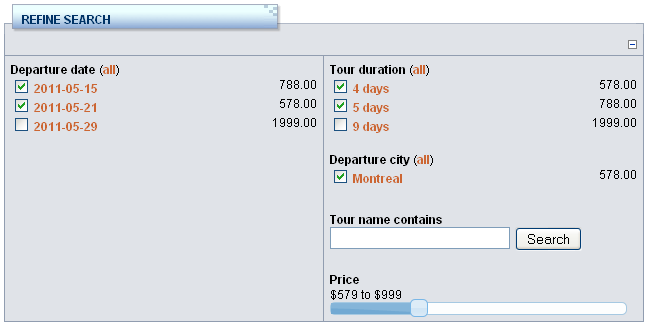 REFINE SEARCH
Departure date (all)
2011-05-15 788.00
2011-05-21 578.00
2011-05-29 1999.00
Tour duration (all)
4 days 578.00
5 days 788.00
9 days 1999.00
Departure city (all)
Montreal 578.00
Tour name contains
Search
Price
$579 to $999